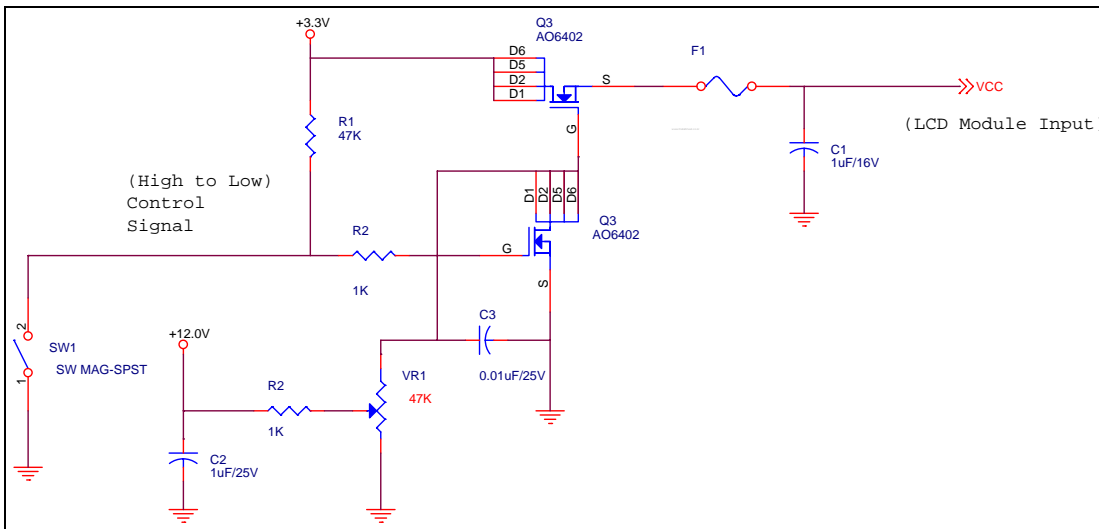 +3.3V
Q3
AO6402
D6
D5
D2
D1
S
G
F1
VCC
(LCD Module Input)
R1
47K
C1
1uF/16V
(High to Low)
Control
Signal
D1
D2
D5
D6
Q3
AO6402
G
S
R2
1K
2
1
SW1
SW MAG-SPST
+12.0V
C3
0.01uF/25V
R2
1K
VR1
47K
C2
1uF/25V